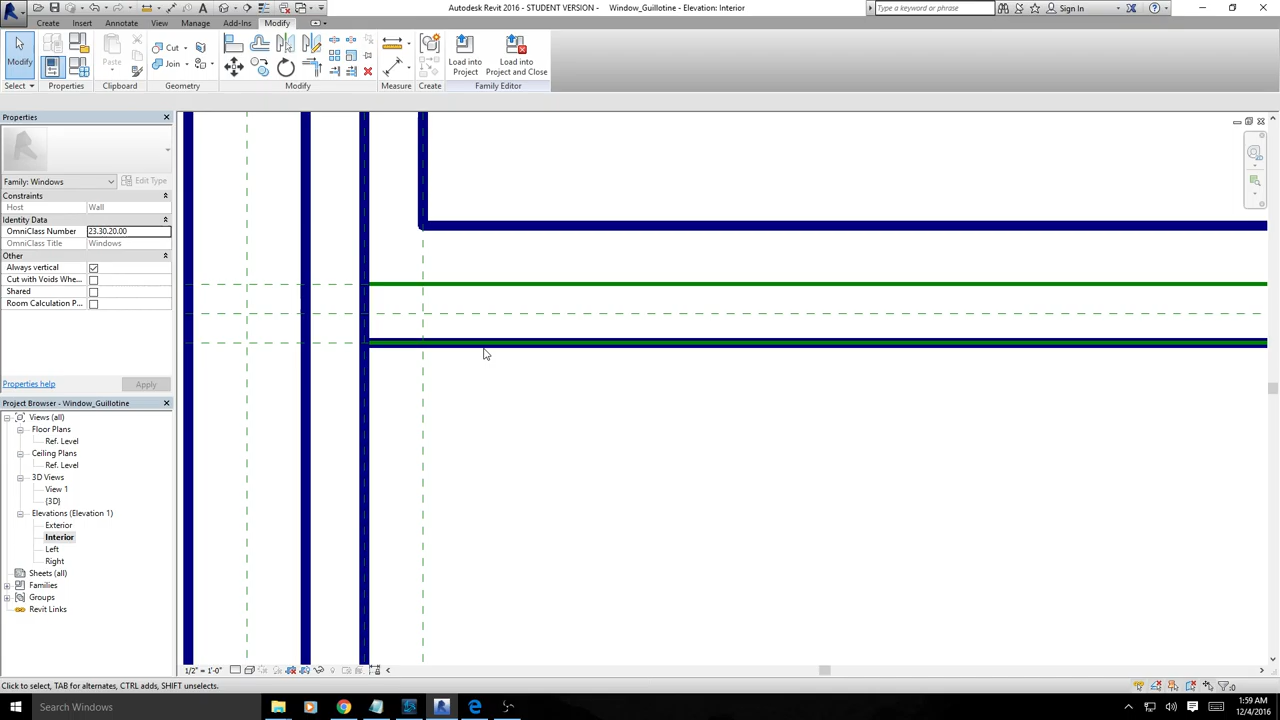 Autodesk Revit 2016 - STUDENT VERSION -     Window_Guillotine - Elevation: Interior
Type a keyword or phrase
Sign In
Create
Insert
Annotate
View
Manage
Add-Ins
Modify
Modify
Paste
Cut
Join
Load into
Project
Load into
Project and Close
Select
Properties
Clipboard
Geometry
Modify
Measure
Create
Family Editor
Properties
Family: Windows
Edit Type
Constraints
Host
Wall
Identity Data
OmniClass Number
23.30.20.00
OmniClass Title
Windows
Other
Always vertical
Cut with Voids Whe...
Shared
Room Calculation P...
Properties help
Apply
Project Browser - Window_Guillotine
Views (all)
Floor Plans
Ref. Level
Ceiling Plans
Ref. Level
3D Views
View 1
{3D}
Elevations (Elevation 1)
Exterior
Interior
Left
Right
Sheets (all)
Families
Groups
Revit Links
2D
1/2" = 1'-0"
Click to select, TAB for alternates, CTRL adds, SHIFT unselects.
:0
Search Windows
1:59 AM
12/4/2016